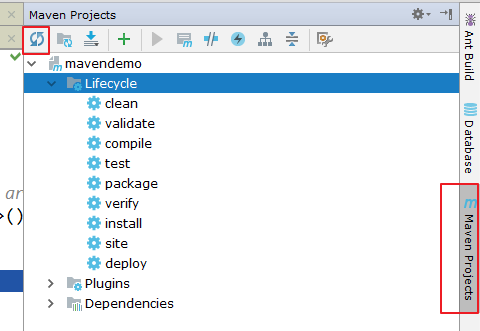 Maven Projects
mavendemo
Lifecycle
clean
validate
compile
test
package
verify
install
site
deploy
Plugins
Dependencies
ar
>()
Ant Build
Database
m Maven Projects